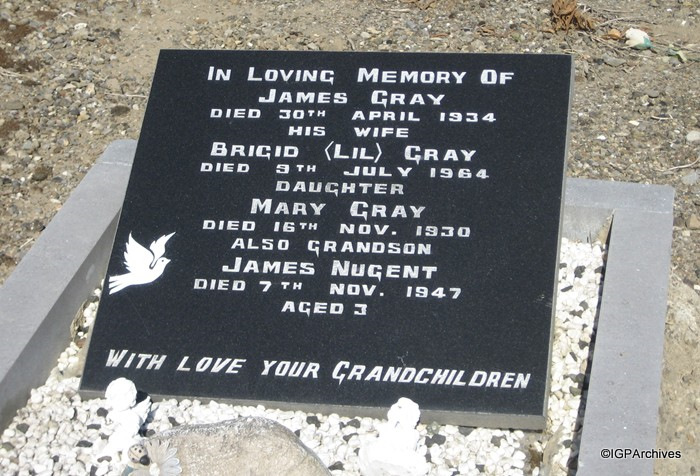 In Loving Memory Of
James Gray
Died 30th April 1934
His Wife
Brigid (Lil) Gray
Died 9th July 1964
Daughter
Mary Gray
Died 16th Nov. 1930
Also Grandson
James Nugent
Died 7th Nov. 1947
Aged 3
With love your Grandchildren
©IGPArchives